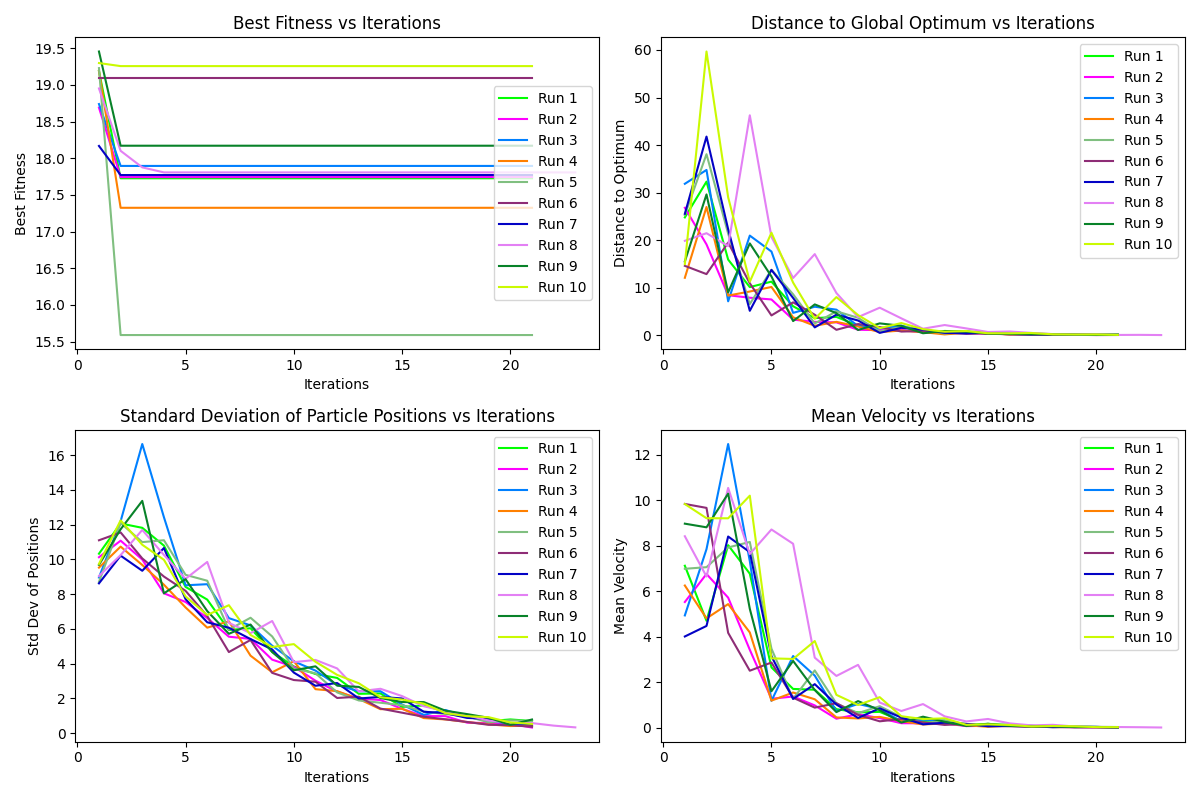 Best Fitness vs Iterations
Best Fitness
19.5
19.0
18.5
18.0
17.5
17.0
16.5
16.0
15.5
0 5 10 15 20
Iterations
Run 1
Run 2
Run 3
Run 4
Run 5
Run 6
Run 7
Run 8
Run 9
Run 10
Distance to Global Optimum vs Iterations
Distance to Optimum
60
50
40
30
20
10
0
0 5 10 15 20
Iterations
Run 1
Run 2
Run 3
Run 4
Run 5
Run 6
Run 7
Run 8
Run 9
Run 10
Standard Deviation of Particle Positions vs Iterations
Std Dev of Positions
16
14
12
10
8
6
4
2
0
0 5 10 15 20
Iterations
Run 1
Run 2
Run 3
Run 4
Run 5
Run 6
Run 7
Run 8
Run 9
Run 10
Mean Velocity vs Iterations
Mean Velocity
12
10
8
6
4
2
0
0 5 10 15 20
Iterations
Run 1
Run 2
Run 3
Run 4
Run 5
Run 6
Run 7
Run 8
Run 9
Run 10